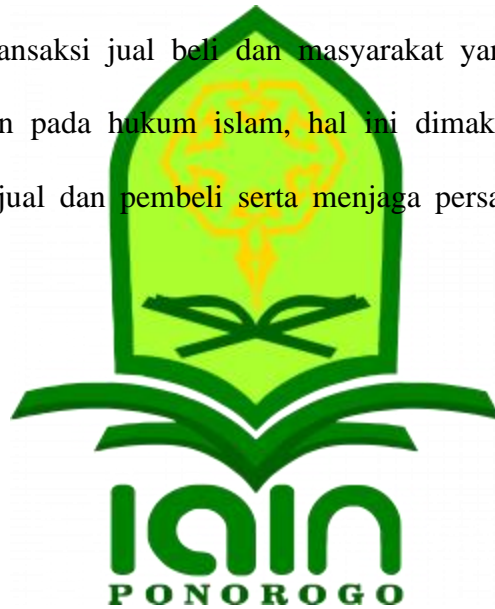 ansaksi jual beli dan masyarakat yan
n pada hukum islam, hal ini dimak
jual dan pembeli serta menjaga persa
IAIN
PONOROGO